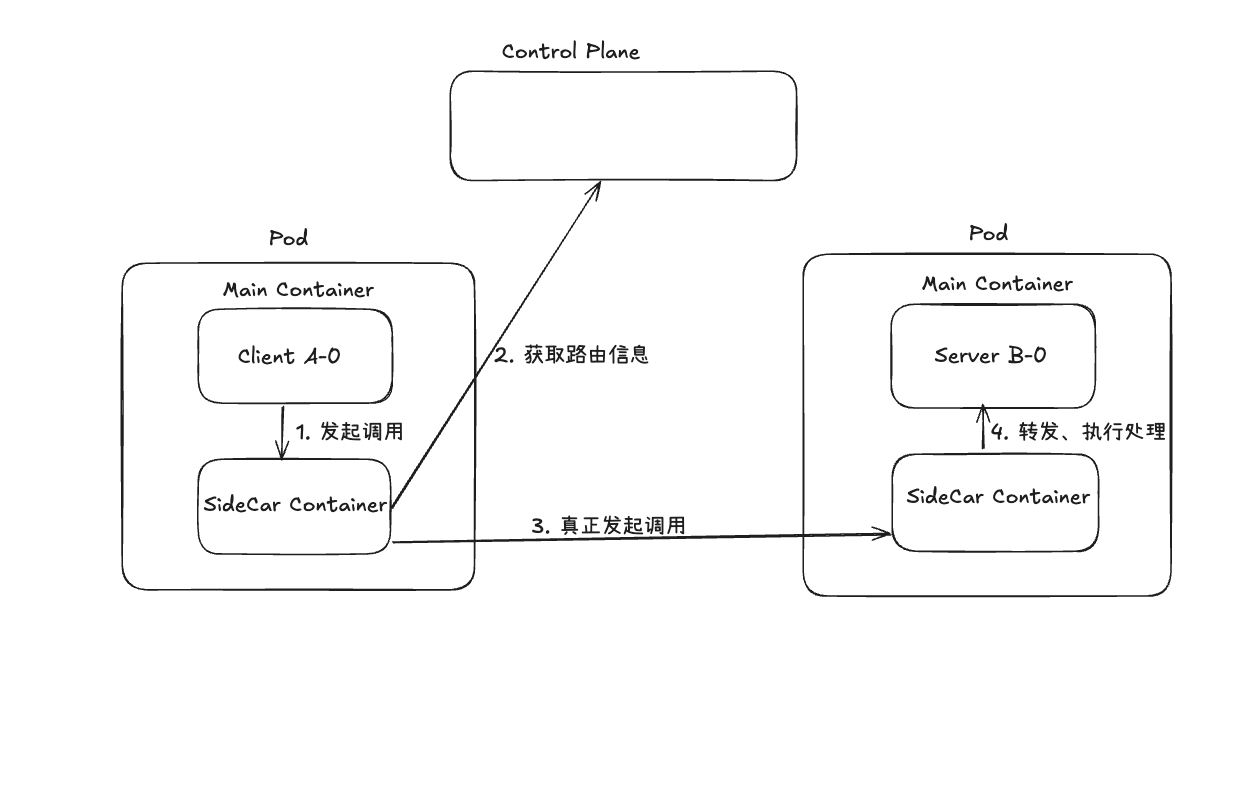 Control Plane
Pod
Main Container
Client A-0
1. 发起调用
SideCar Container
2. 获取路由信息
3. 真正发起调用
Pod
Main Container
Server B-0
4. 转发、执行处理
SideCar Container